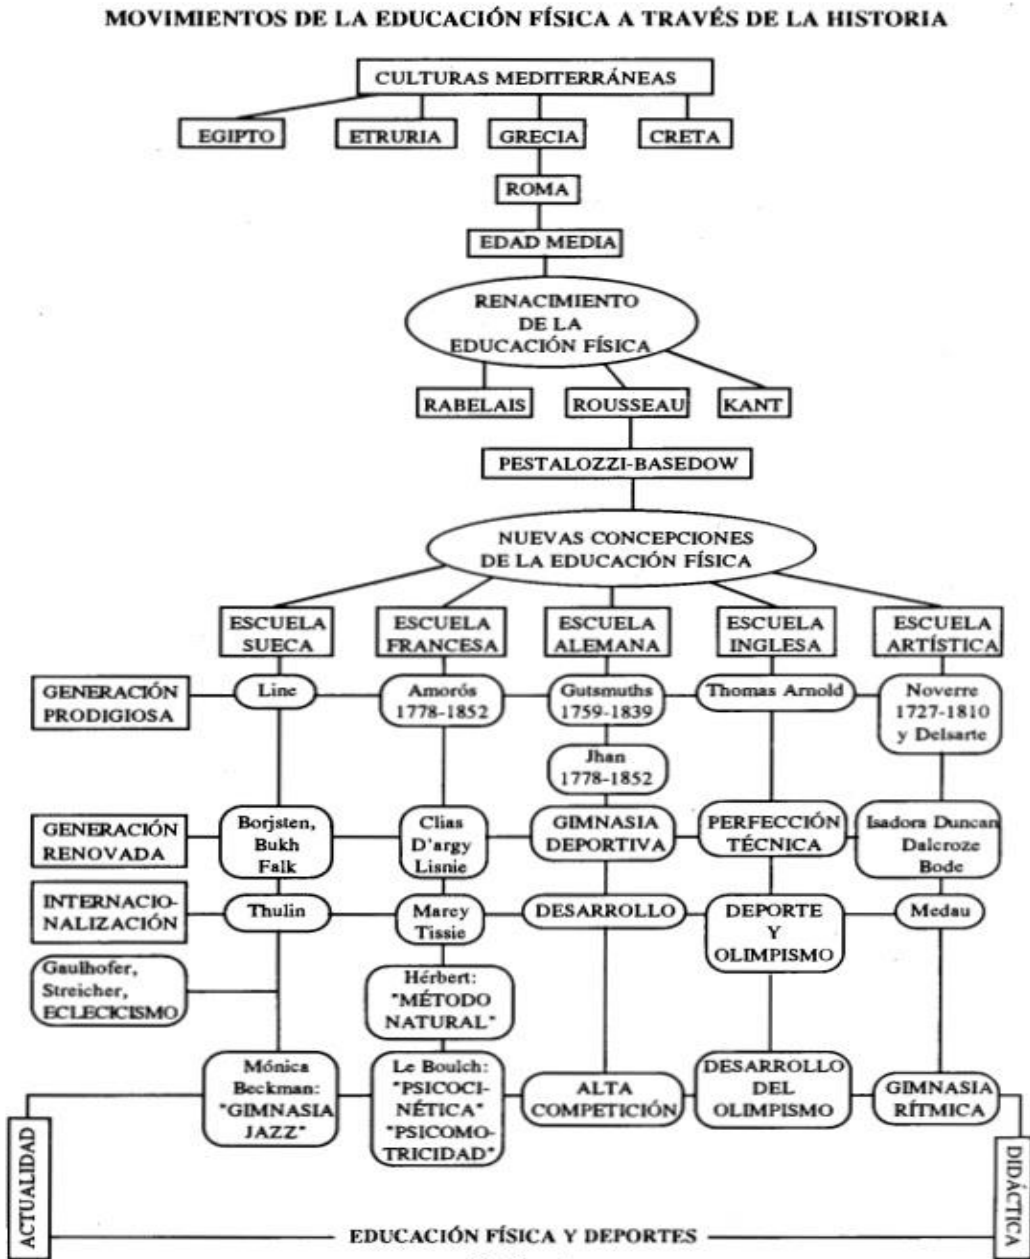 MOVIMIENTOS DE LA EDUCACIÓN FÍSICA A TRAVÉS DE LA HISTORIA
CULTURAS MEDITERRÁNEAS
EGIPTO
ETRURIA
GRECIA
CRETA
ROMA
EDAD MEDIA
RENACIMIENTO
DE LA
EDUCACIÓN FÍSICA
RABELAIS
ROUSSEAU
KANT
PESTALOZZI-BASEDOW
NUEVAS CONCEPCIONES
DE LA EDUCACIÓN FÍSICA
ESCUELA
SUECA
ESCUELA
FRANCESA
ESCUELA
ALEMANA
ESCUELA
INGLESA
ESCUELA
ARTÍSTICA
GENERACIÓN
PRODIGIOSA
Line
Amorós
1778-1852
Gutsmuths
1759-1839
Thomas Arnold
Noverre
1727-1810
y Delsarte
Jhan
1778-1852
GENERACIÓN
RENOVADA
Borjsten,
Bukh
Falk
Clias
D'argy
Lisnie
GIMNASIA
DEPORTIVA
PERFECCIÓN
TÉCNICA
Isadora Duncan
Dalcroze
Bode
INTERNACIO-
NALIZACIÓN
Thulin
Marey
Tissie
DESARROLLO
DEPORTE
Y
OLIMPISMO
Medau
Gaulhofer,
Streicher,
ECLECICISMO
Hérbert:
"MÉTODO
NATURAL"
Mónica
Beckman:
"GIMNASIA
JAZZ"
Le Boulch:
"PSICOCI-
NÉTICA"
"PSICOMO-
TRICIDAD"
ALTA
COMPETICIÓN
DESARROLLO
DEL
OLIMPISMO
GIMNASIA
RÍTMICA
ACTUALIDAD
DIDÁCTICA
EDUCACIÓN FÍSICA Y DEPORTES